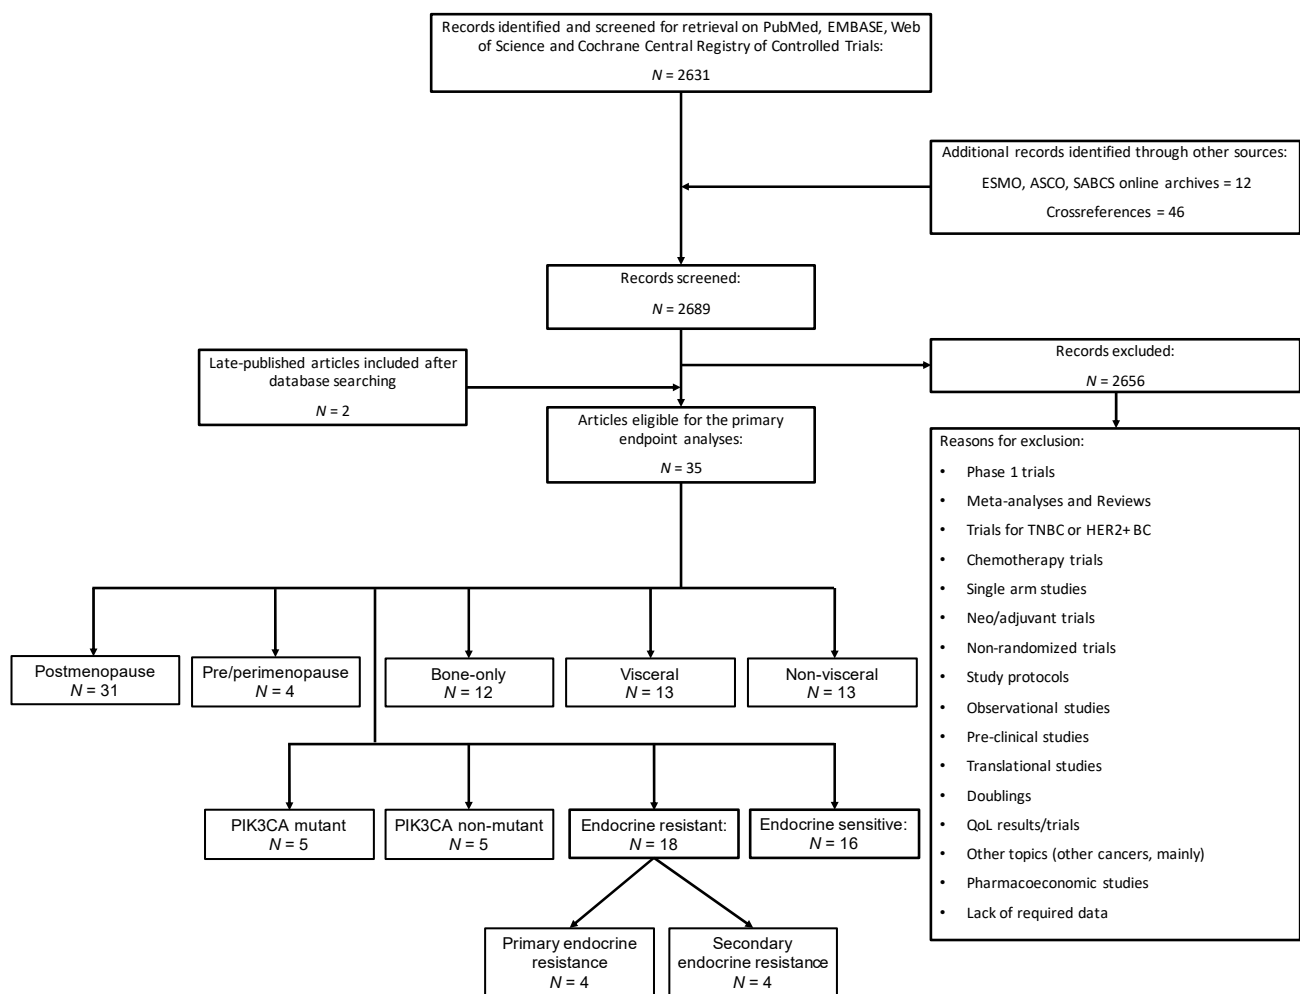 Records identified and screened for retrieval on PubMed, EMBASE, Web
of Science and Cochrane Central Registry of Controlled Trials:
N = 2631
Additional records identified through other sources:
ESMO, ASCO, SABCS online archives = 12
Crossreferences = 46
Records screened:
N = 2689
Late-published articles included after
database searching
N = 2
Records excluded:
N = 2656
Articles eligible for the primary
endpoint analyses:
N = 35
Reasons for exclusion:
• Phase 1 trials
• Meta-analyses and Reviews
• Trials for TNBC or HER2+ BC
• Chemotherapy trials
• Single arm studies
• Neo/adjuvant trials
• Non-randomized trials
• Study protocols
• Observational studies
• Pre-clinical studies
• Translational studies
• Doublings
• QoL results/trials
• Other topics (other cancers, mainly)
• Pharmacoeconomic studies
• Lack of required data
Postmenopause
N = 31
Pre/perimenopause
N = 4
Bone-only
N = 12
Visceral
N = 13
Non-visceral
N = 13
PIK3CA mutant
N = 5
PIK3CA non-mutant
N = 5
Endocrine resistant:
N = 18
Endocrine sensitive:
N = 16
Primary endocrine
resistance
N = 4
Secondary
endocrine resistance
N = 4